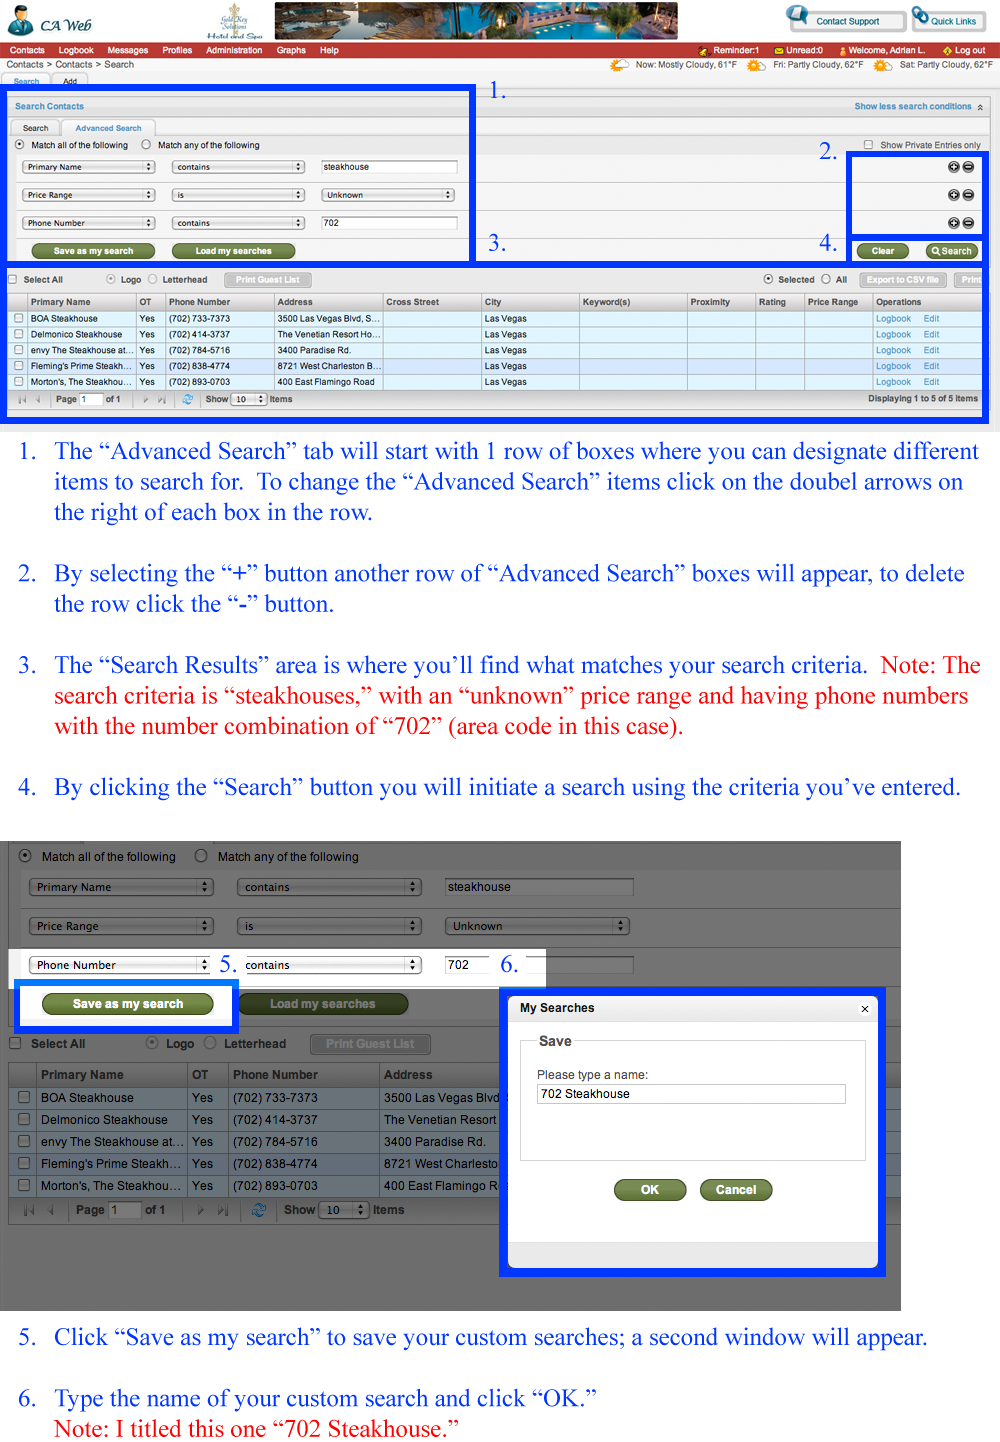 CA Web
Gold Key
Solutions
Hotel and Spa
Contact Support
Quick Links
Contacts Logbook Messages Profiles Administration Graphs Help
Reminder:1 Unread:0 Welcome, Adrian L. Log out
Contacts > Contacts > Search
Now: Mostly Cloudy, 61°F Fri: Partly Cloudy, 62°F Sat: Partly Cloudy, 62°F
Search Add
1.
Search Contacts
Show less search conditions
Search Advanced Search
Match all of the following Match any of the following
Show Private Entries only
2.
Primary Name contains steakhouse
Price Range is Unknown
Phone Number contains 702
3.
4.
Save as my search Load my searches
Clear Search
Select All Logo Letterhead Print Guest List
Selected All Export to CSV file Print
Primary Name OT Phone Number Address Cross Street City Keyword(s) Proximity Rating Price Range Operations
BOA Steakhouse Yes (702) 733-7373 3500 Las Vegas Blvd, S... Las Vegas Logbook Edit
Delmonico Steakhouse Yes (702) 414-3737 The Venetian Resort Ho... Las Vegas Logbook Edit
envy The Steakhouse at... Yes (702) 784-5716 3400 Paradise Rd. Las Vegas Logbook Edit
Fleming's Prime Steakh... Yes (702) 838-4774 8721 West Charleston B... Las Vegas Logbook Edit
Morton's, The Steakhou... Yes (702) 893-0703 400 East Flamingo Road Las Vegas Logbook Edit
Page 1 of 1 Show 10 Items
Displaying 1 to 5 of 5 items
1. The “Advanced Search” tab will start with 1 row of boxes where you can designate different
items to search for. To change the “Advanced Search” items click on the doubel arrows on
the right of each box in the row.
2. By selecting the “+” button another row of “Advanced Search” boxes will appear, to delete
the row click the “-” button.
3. The “Search Results” area is where you’ll find what matches your search criteria. Note: The
search criteria is “steakhouses,” with an “unknown” price range and having phone numbers
with the number combination of “702” (area code in this case).
4. By clicking the “Search” button you will initiate a search using the criteria you’ve entered.
Match all of the following Match any of the following
Primary Name contains steakhouse
Price Range is Unknown
Phone Number 5. contains 702 6.
Save as my search Load my searches
Select All Logo Letterhead Print Guest List
Primary Name OT Phone Number Address
BOA Steakhouse Yes (702) 733-7373 3500 Las Vegas Blvd
Delmonico Steakhouse Yes (702) 414-3737 The Venetian Resort
envy The Steakhouse at... Yes (702) 784-5716 3400 Paradise Rd.
Fleming's Prime Steakh... Yes (702) 838-4774 8721 West Charlesto
Morton's, The Steakhou... Yes (702) 893-0703 400 East Flamingo R
Page 1 of 1 Show 10 Items
My Searches
Save
Please type a name:
702 Steakhouse
OK Cancel
5. Click “Save as my search” to save your custom searches; a second window will appear.
6. Type the name of your custom search and click “OK.”
Note: I titled this one “702 Steakhouse.”